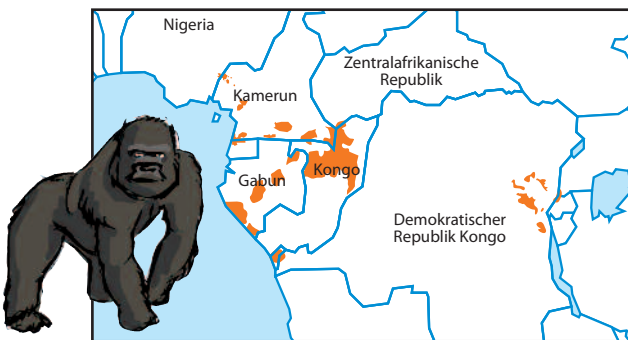 Nigeria
Zentralafrikanische
Republik
Kamerun
Gabun
Kongo
Demokratischer
Republik Kongo